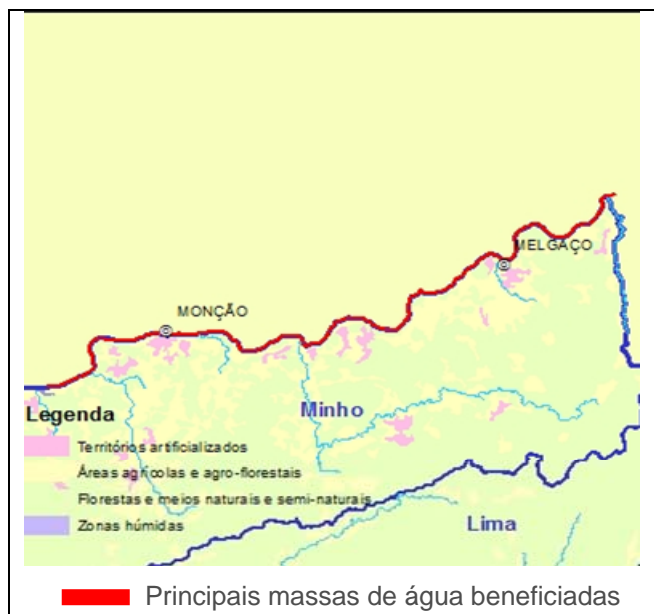 MELGAÇO
MONÇÃO
Minho
Legenda
Territórios artificializados
Áreas agrícolas e agro-florestais
Florestas e meios naturais e semi-naturais
Zonas húmidas
Lima
Principais massas de água beneficiadas